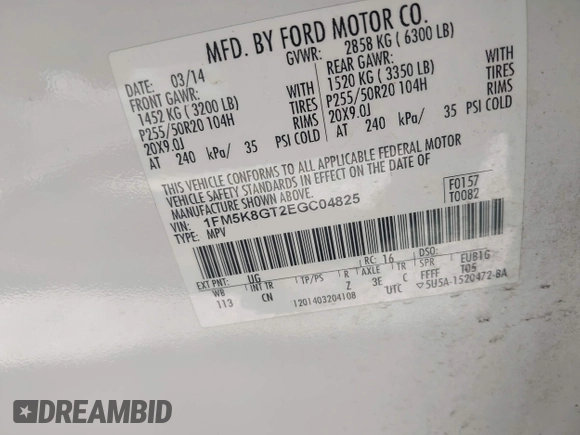 MFD. BY FORD MOTOR CO.
DATE: 03/14
GVWR: 2858 KG ( 6300 LB)
FRONT GAWR:
1452 KG ( 3200 LB)
WITH
P255/50R20 104H
TIRES
20X9.0J
RIMS
AT 240 kPa/ 35 PSI COLD
REAR GAWR:
1520 KG ( 3350 LB)
WITH
P255/50R20 104H
TIRES
20X9.0J
RIMS
AT 240 kPa/ 35 PSI COLD
THIS VEHICLE CONFORMS TO ALL APPLICABLE FEDERAL MOTOR
VEHICLE SAFETY STANDARDS IN EFFECT ON THE DATE OF
MANUFACTURE SHOWN ABOVE.
VIN: 1FM5K8GT2EGC04825
TYPE: MPV
F0157
T0082
EXT PNT: UG
RC: 16
DSO:
WB
INT TR
TP/PS
R
AXLE
TR
SPR
EU81G
113
CN
Z
3E
C
FFFF
T05
1201403204108
UTC
5U5A-1520472-BA
DREAMBID